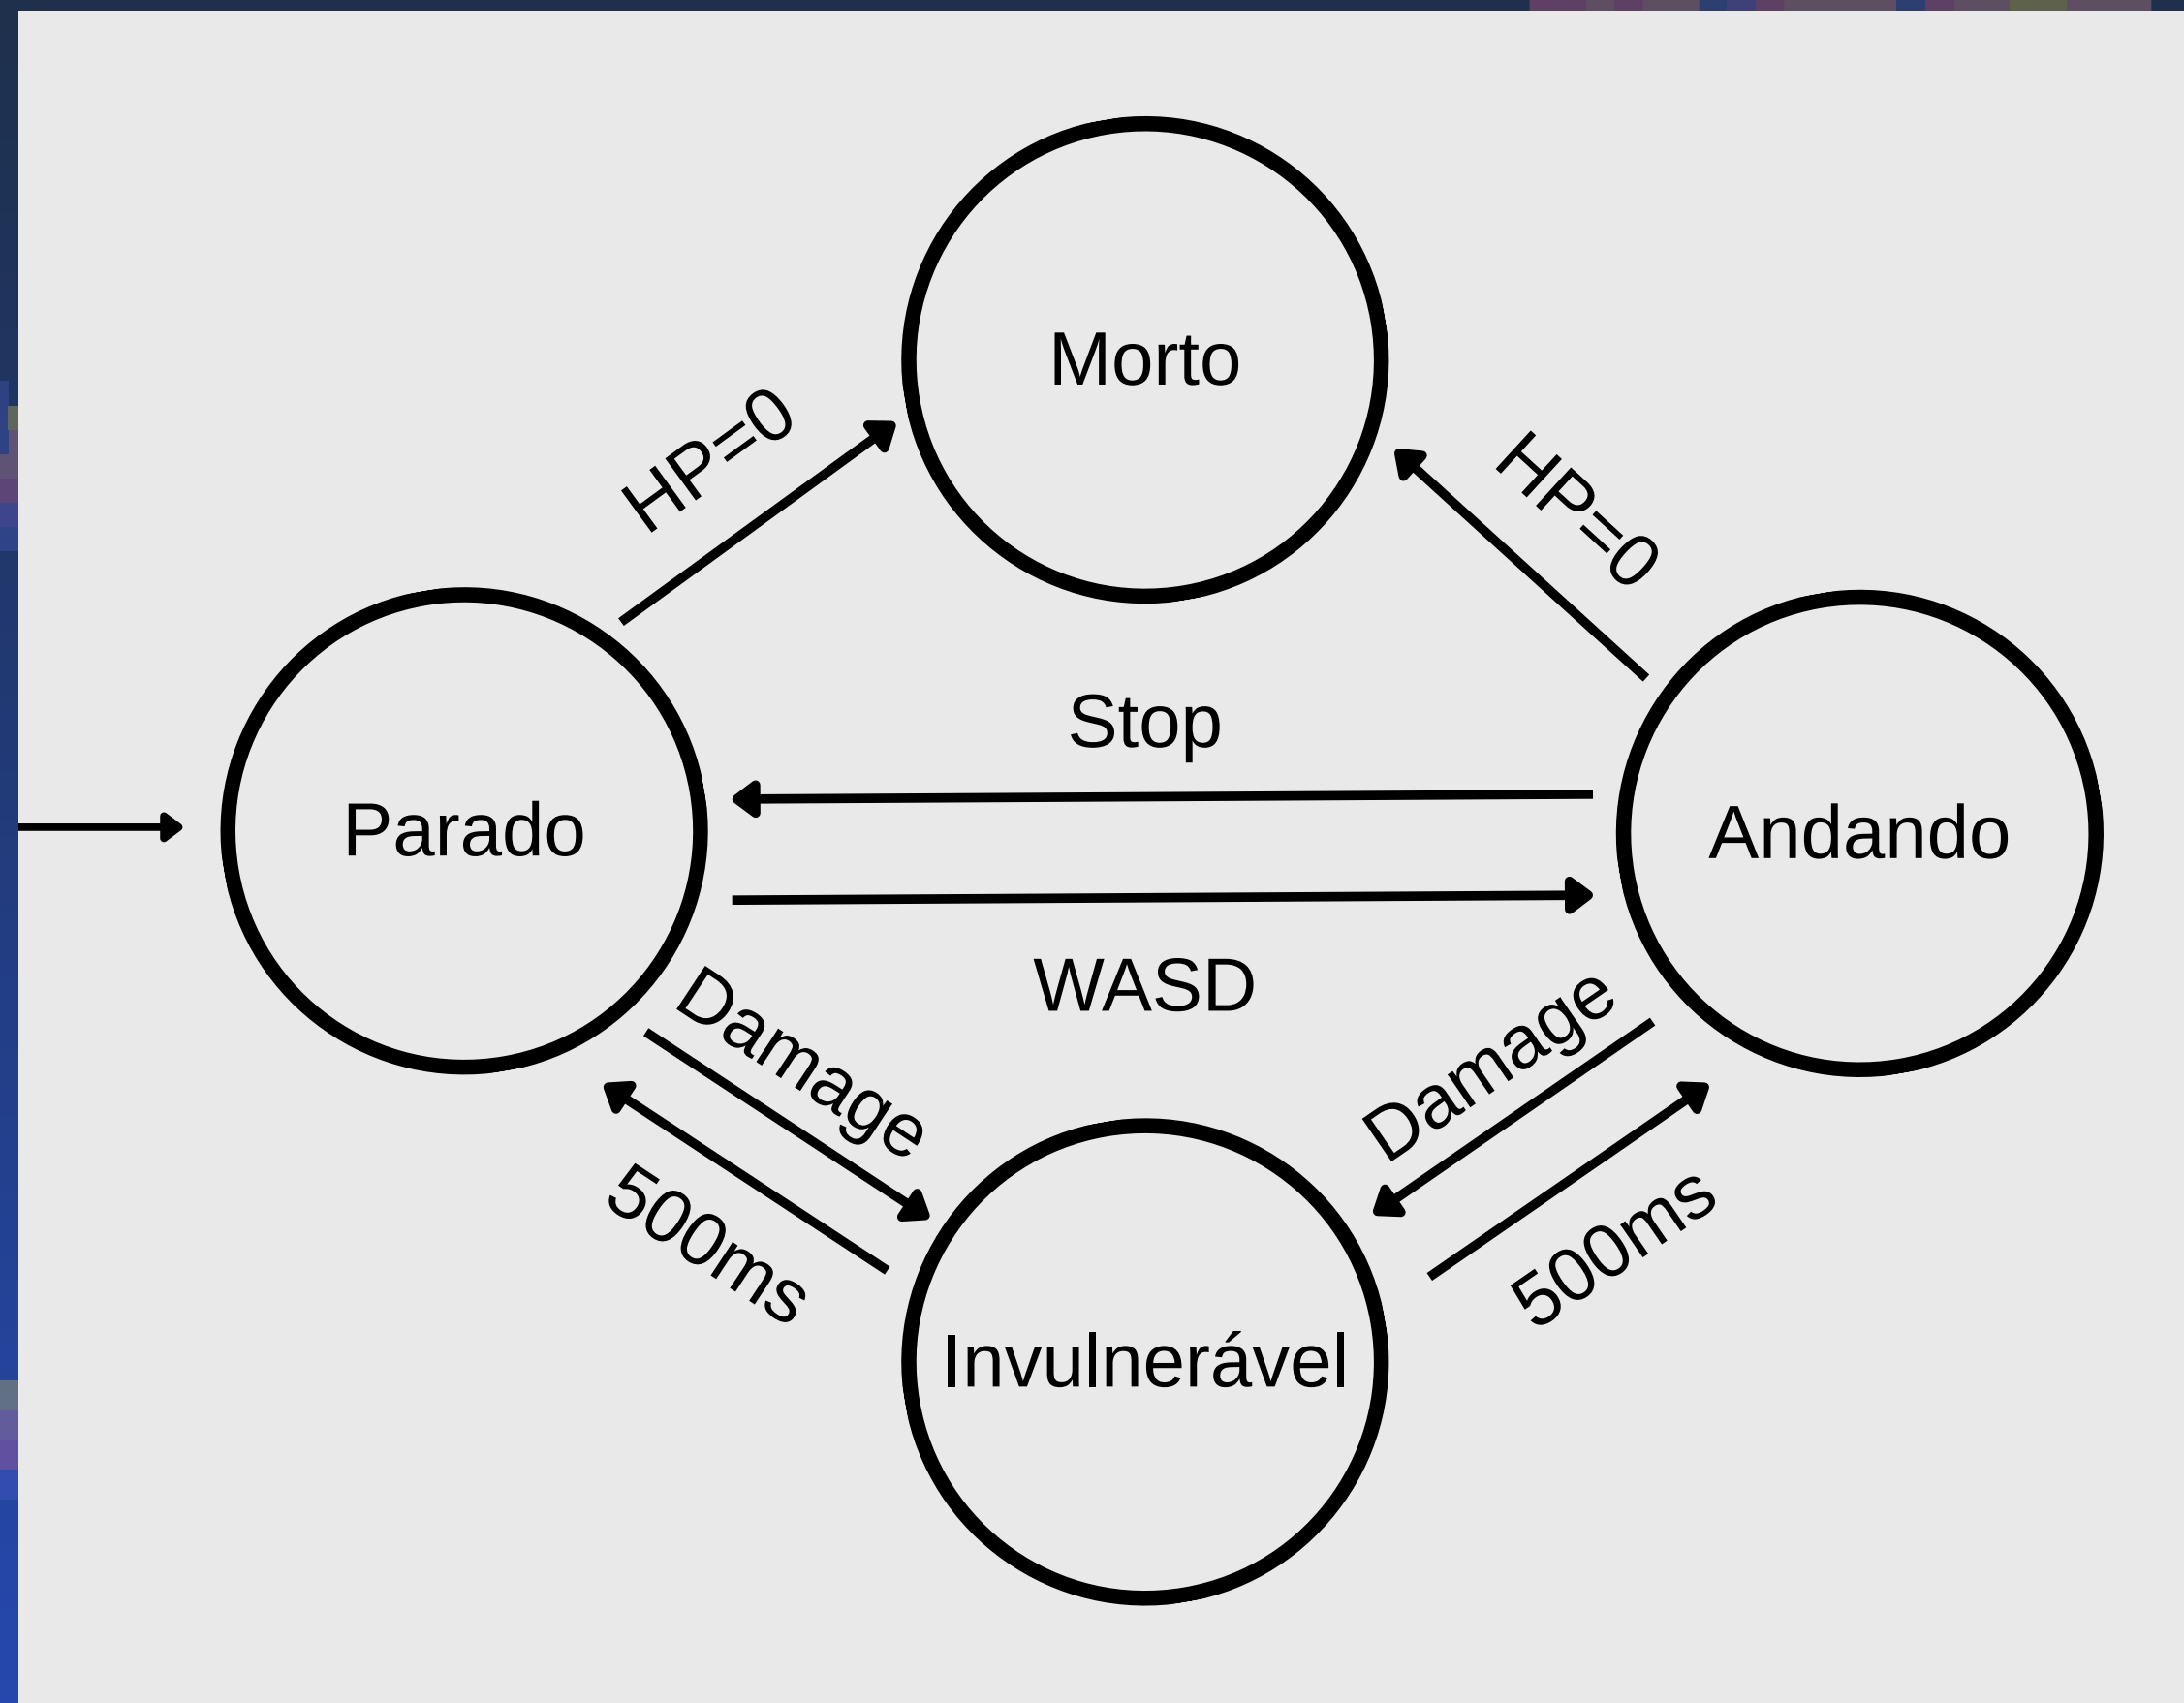 Morto
HP=0
HP=0
Stop
Parado
Andando
WASD
Damage
Damage
500ms
500ms
Invulnerável